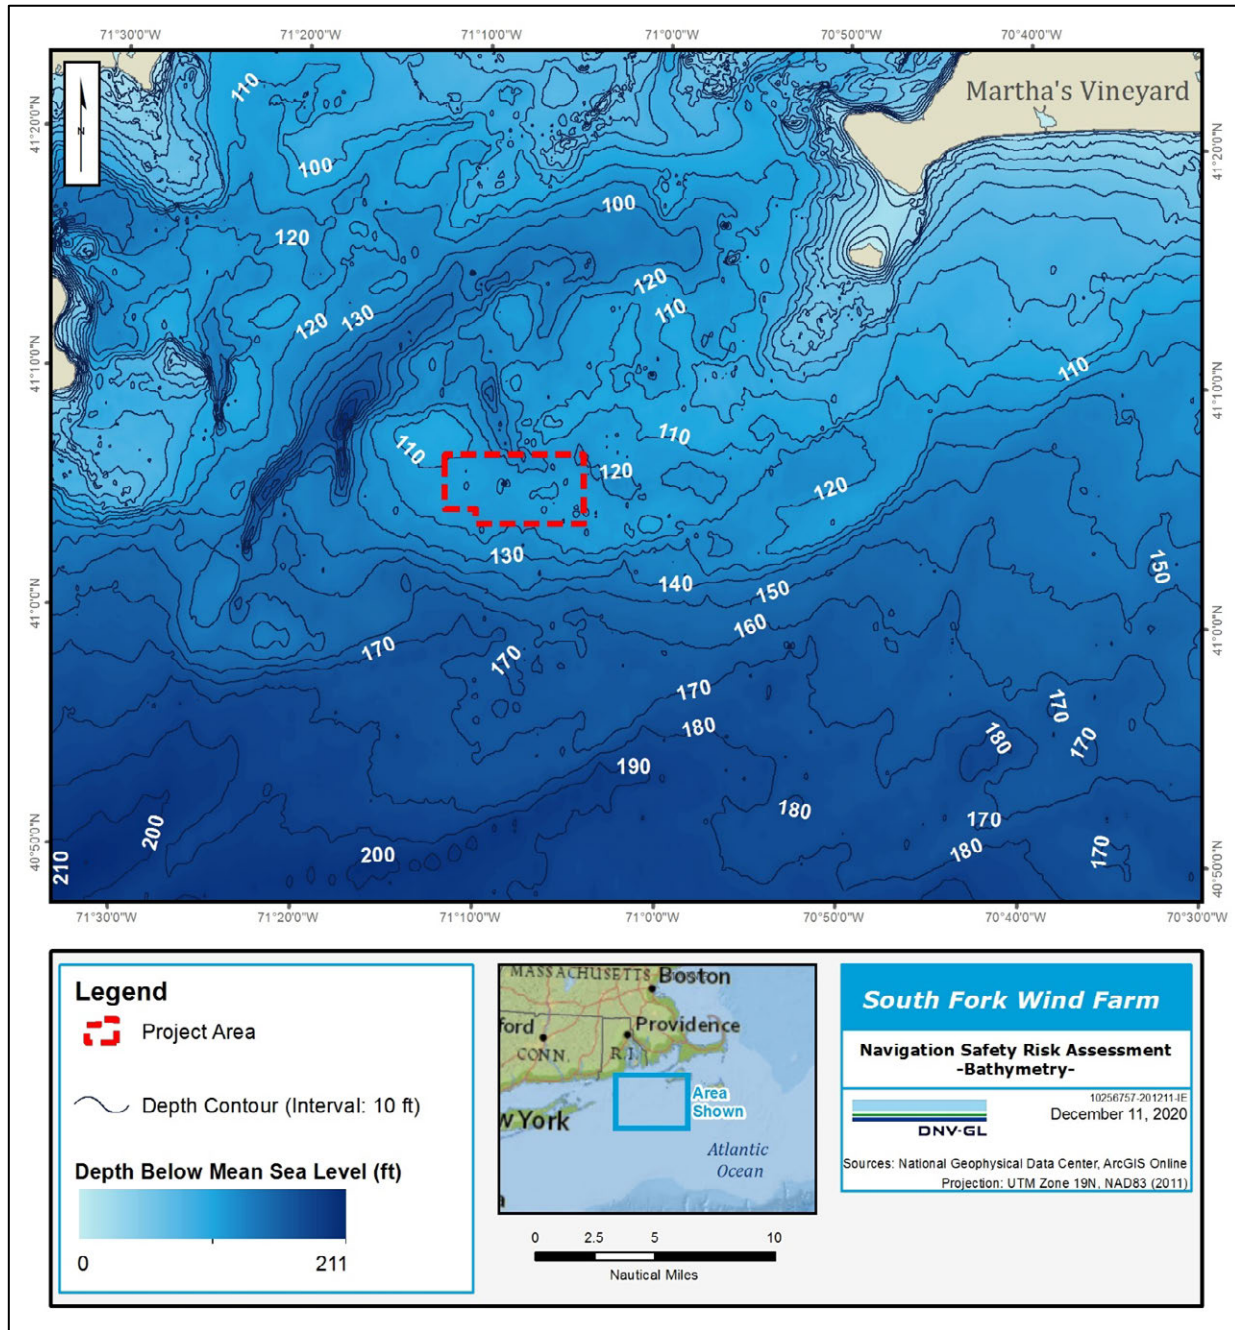 71°30'0"W 71°20'0"W 71°10'0"W 71°0'0"W 70°50'0"W 70°40'0"W
N
110
Martha's Vineyard
41°20'0"N
41°20'0"N
100
100
120
120
120
130
110
41°10'0"N
41°10'0"N
110
110
110
120
120
130
140
150
150
160
41°0'0"N
41°0'0"N
170
170
170
170
180
180
170
190
180
170
200
200
180
170
210
40°50'0"N
40°50'0"N
71°30'0"W 71°20'0"W 71°10'0"W 71°0'0"W 70°50'0"W 70°40'0"W 70°30'0"W
Legend
Project Area
Depth Contour (Interval: 10 ft)
Depth Below Mean Sea Level (ft)
0 211
MASSACHUSETTS
Boston
ford
Providence
CONN.
R.I.
Area
Shown
w York
Atlantic
Ocean
0 2.5 5 10
Nautical Miles
South Fork Wind Farm
Navigation Safety Risk Assessment
-Bathymetry-
10256757-201211-IE
December 11, 2020
DNV·GL
Sources: National Geophysical Data Center, ArcGIS Online
Projection: UTM Zone 19N, NAD83 (2011)